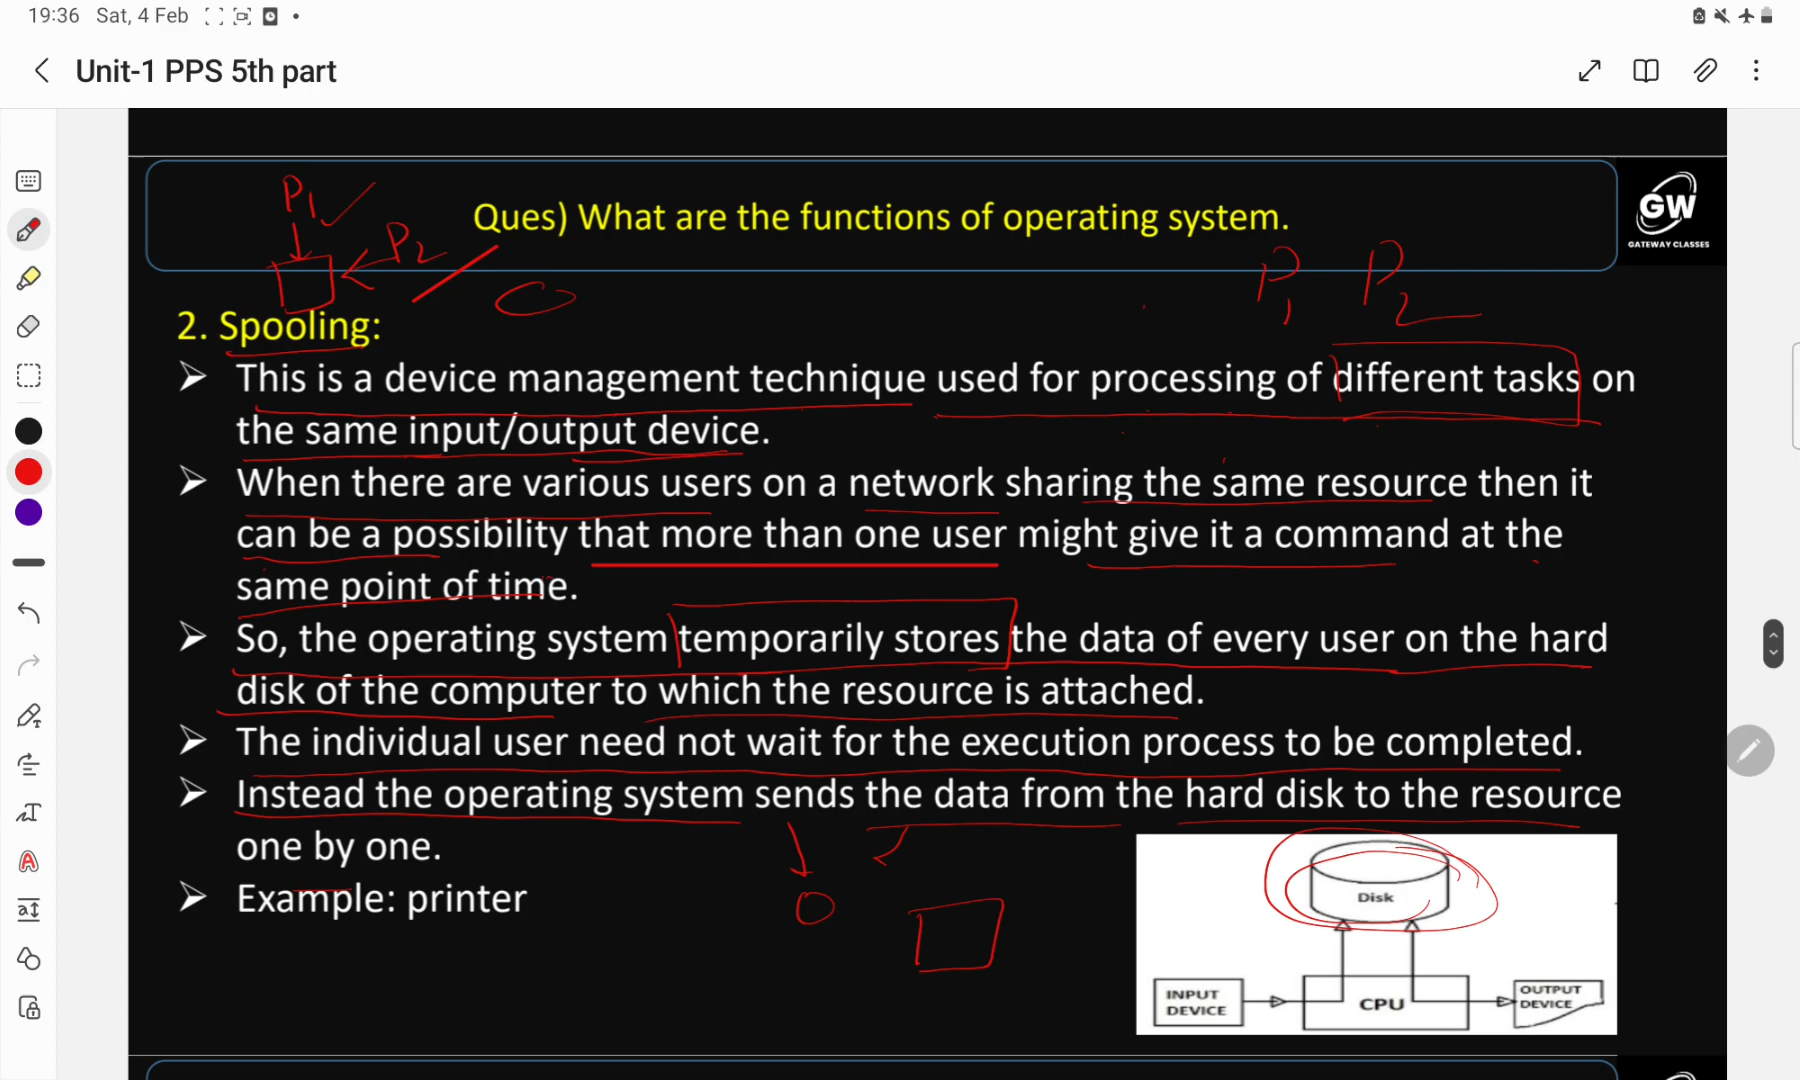 19:36 Sat, 4 Feb
Unit-1 PPS 5th part
P1
P2
Ques) What are the functions of operating system.
GW
GATEWAY CLASSES
P1 P2
2. Spooling:
➢ This is a device management technique used for processing of different tasks on
the same input/output device.
➢ When there are various users on a network sharing the same resource then it
can be a possibility that more than one user might give it a command at the
same point of time.
➢ So, the operating system temporarily stores the data of every user on the hard
disk of the computer to which the resource is attached.
➢ The individual user need not wait for the execution process to be completed.
➢ Instead the operating system sends the data from the hard disk to the resource
one by one.
➢ Example: printer
Disk
INPUT
DEVICE
CPU
OUTPUT
DEVICE